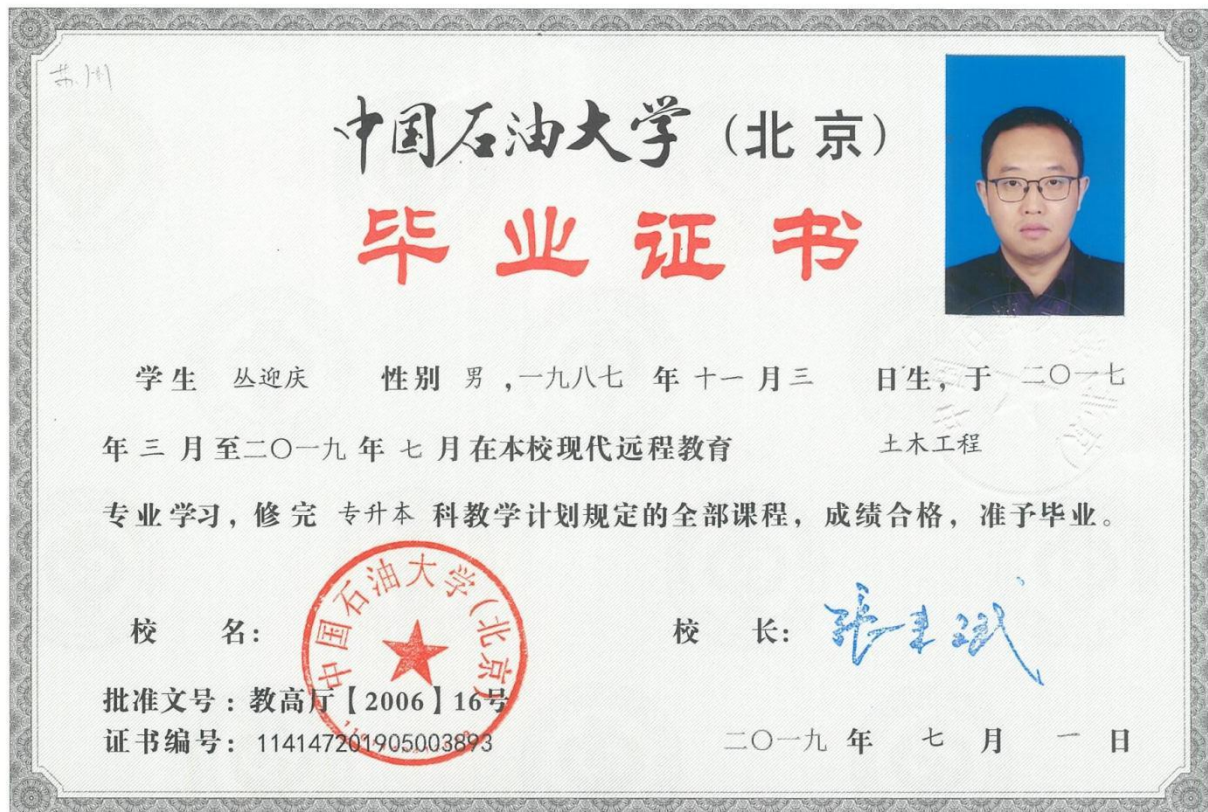 苏州
中国石油大学（北京）
毕业证书
学生 丛迎庆 性别 男，一九八七 年 十一 月 三 日生，于 二〇一七
年 三 月 至二〇一九 年 七 月在本校现代远程教育 土木工程
专业学习，修完 专升本 科教学计划规定的全部课程，成绩合格，准予毕业。
中国石油大学（北京）
校 名： 校 长： 张来斌
批准文号：教高厅【2006】16号
证书编号：114147201905003893 二〇一九 年 七 月 一 日